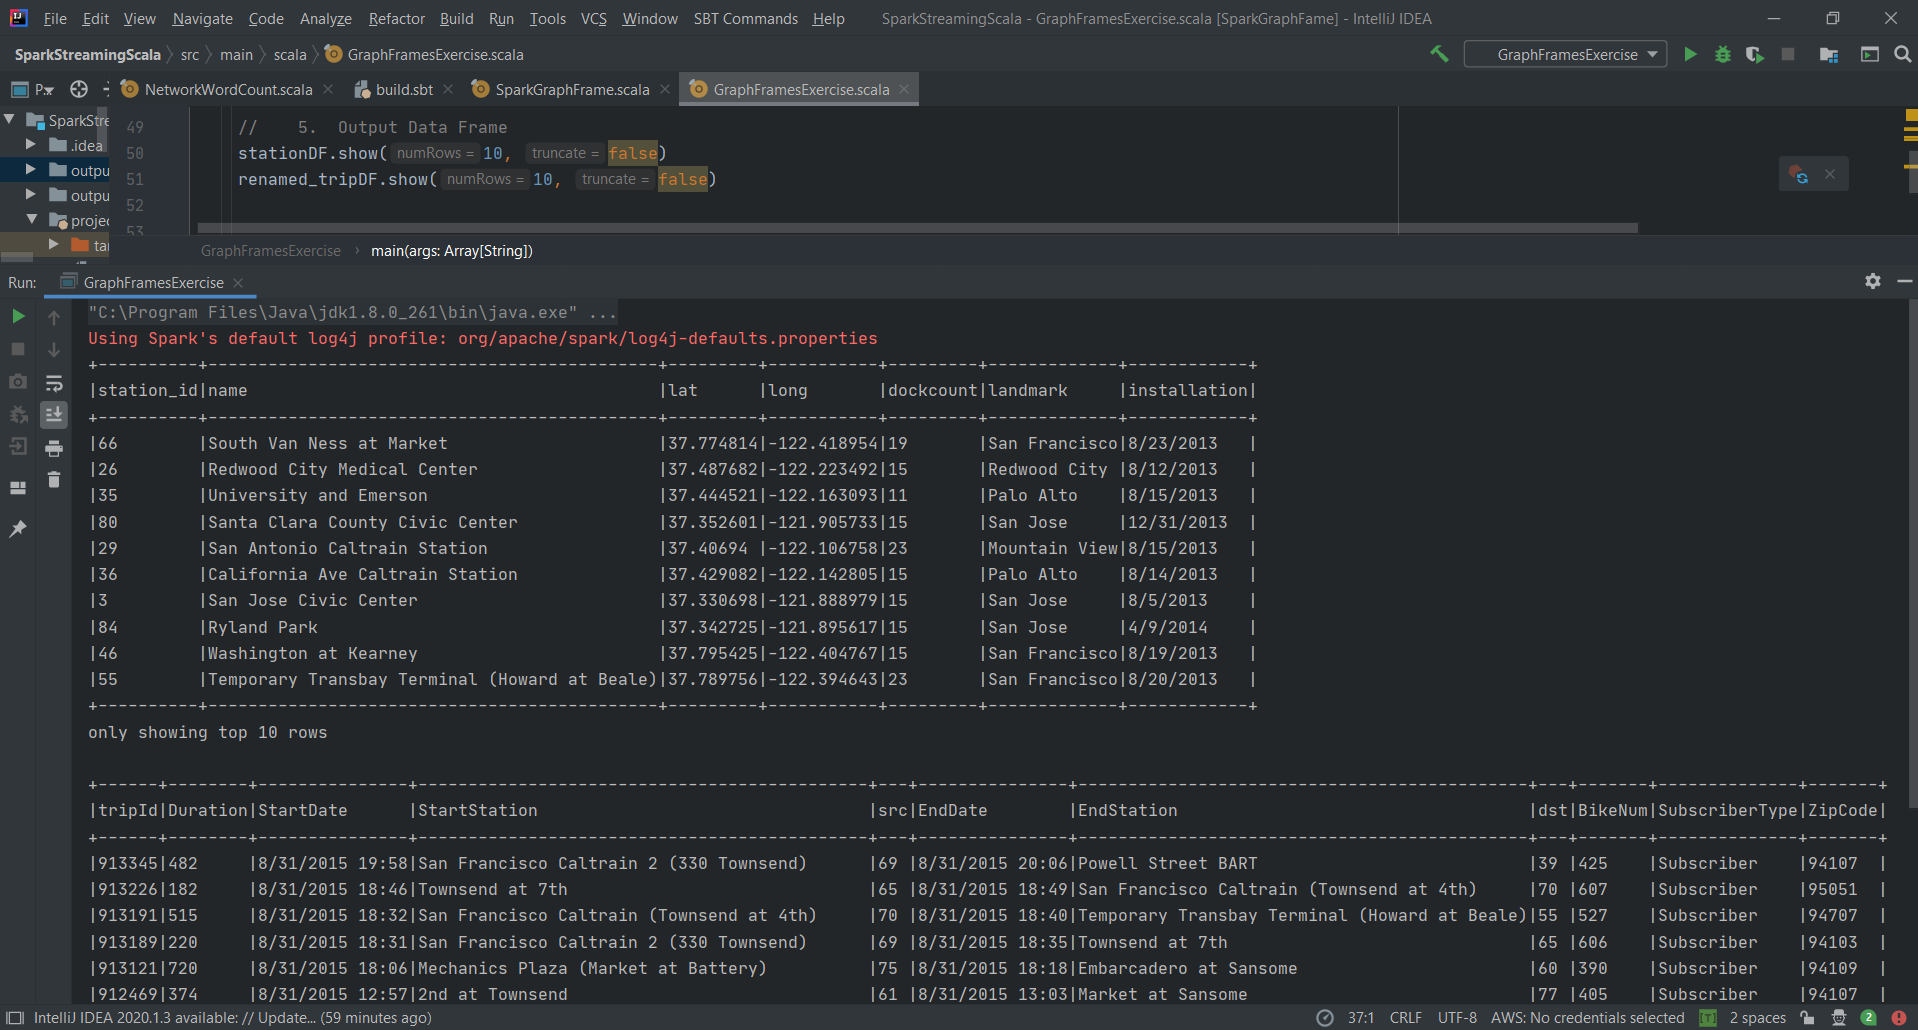 File Edit View Navigate Code Analyze Refactor Build Run Tools VCS Window SBT Commands Help SparkStreamingScala - GraphFramesExercise.scala [SparkGraphFame] - IntelliJ IDEA
SparkStreamingScala src main scala GraphFramesExercise.scala GraphFramesExercise
P.. NetworkWordCount.scala build.sbt SparkGraphFrame.scala GraphFramesExercise.scala
SparkStre
.idea
outpu
outpu
projec
tar
49 // 5. Output Data Frame
50 stationDF.show( numRows = 10, truncate = false)
51 renamed_tripDF.show( numRows = 10, truncate = false)
52
53
GraphFramesExercise › main(args: Array[String])
Run: GraphFramesExercise
"C:\Program Files\Java\jdk1.8.0_261\bin\java.exe" ...
Using Spark's default log4j profile: org/apache/spark/log4j-defaults.properties
+----------+---------------------------------------------+---------+-----------+---------+-------------+------------+
|station_id|name                                         |lat      |long       |dockcount|landmark     |installation|
+----------+---------------------------------------------+---------+-----------+---------+-------------+------------+
|66        |South Van Ness at Market                     |37.774814|-122.418954|19       |San Francisco|8/23/2013   |
|26        |Redwood City Medical Center                  |37.487682|-122.223492|15       |Redwood City |8/12/2013   |
|35        |University and Emerson                       |37.444521|-122.163093|11       |Palo Alto    |8/15/2013   |
|80        |Santa Clara County Civic Center              |37.352601|-121.905733|15       |San Jose     |12/31/2013  |
|29        |San Antonio Caltrain Station                 |37.40694 |-122.106758|23       |Mountain View|8/15/2013   |
|36        |California Ave Caltrain Station              |37.429082|-122.142805|15       |Palo Alto    |8/14/2013   |
|3         |San Jose Civic Center                        |37.330698|-121.888979|15       |San Jose     |8/5/2013    |
|84        |Ryland Park                                  |37.342725|-121.895617|15       |San Jose     |4/9/2014    |
|46        |Washington at Kearney                        |37.795425|-122.404767|15       |San Francisco|8/19/2013   |
|55        |Temporary Transbay Terminal (Howard at Beale)|37.789756|-122.394643|23       |San Francisco|8/20/2013   |
+----------+---------------------------------------------+---------+-----------+---------+-------------+------------+
only showing top 10 rows
+------+--------+---------------+---------------------------------------------+---+---------------+---------------------------------------------+---+-------+--------------+-------+
|tripId|Duration|StartDate      |StartStation                                 |src|EndDate        |EndStation                                   |dst|BikeNum|SubscriberType|ZipCode|
+------+--------+---------------+---------------------------------------------+---+---------------+---------------------------------------------+---+-------+--------------+-------+
|913345|482     |8/31/2015 19:58|San Francisco Caltrain 2 (330 Townsend)      |69 |8/31/2015 20:06|Powell Street BART                           |39 |425    |Subscriber    |94107  |
|913226|182     |8/31/2015 18:46|Townsend at 7th                              |65 |8/31/2015 18:49|San Francisco Caltrain (Townsend at 4th)     |70 |607    |Subscriber    |95051  |
|913191|515     |8/31/2015 18:32|San Francisco Caltrain (Townsend at 4th)     |70 |8/31/2015 18:40|Temporary Transbay Terminal (Howard at Beale)|55 |527    |Subscriber    |94707  |
|913189|220     |8/31/2015 18:31|San Francisco Caltrain 2 (330 Townsend)      |69 |8/31/2015 18:35|Townsend at 7th                              |65 |606    |Subscriber    |94103  |
|913121|720     |8/31/2015 18:06|Mechanics Plaza (Market at Battery)          |75 |8/31/2015 18:18|Embarcadero at Sansome                       |60 |390    |Subscriber    |94109  |
|912469|374     |8/31/2015 12:57|2nd at Townsend                              |61 |8/31/2015 13:03|Market at Sansome                            |77 |405    |Subscriber    |94107  |
IntelliJ IDEA 2020.1.3 available: // Update... (59 minutes ago) 37:1 CRLF UTF-8 AWS: No credentials selected [T] 2 spaces 2